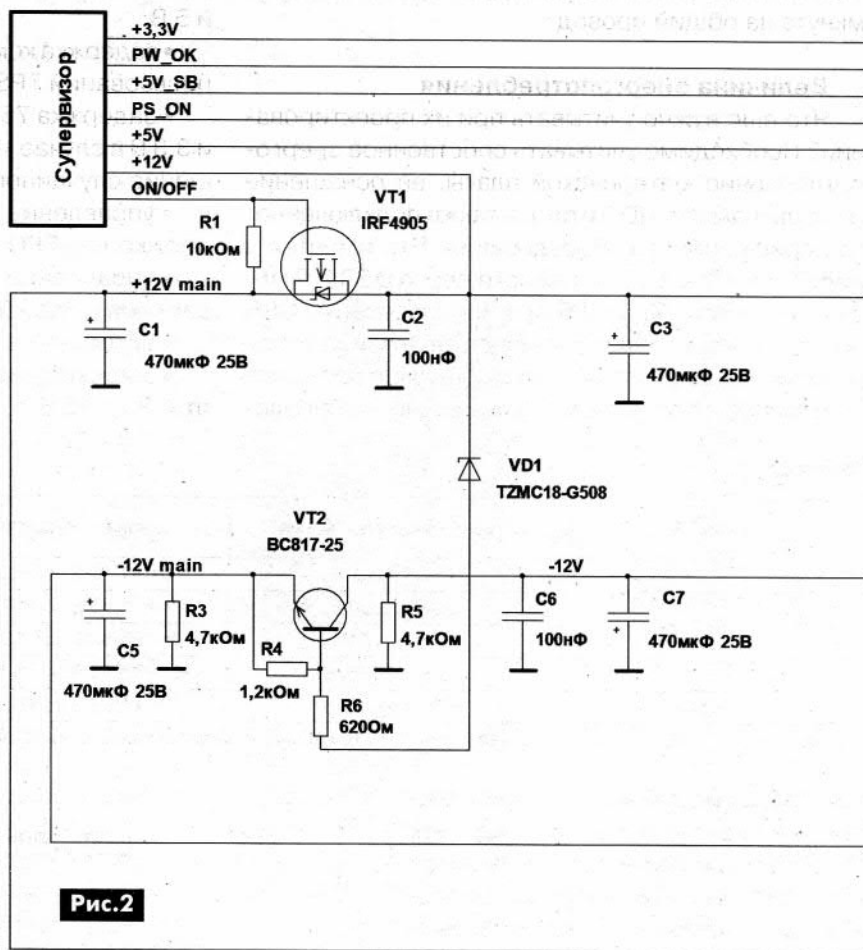 Супервизор
+3,3V
PW_OK
+5V_SB
PS_ON
+5V
+12V
ON/OFF
VT1
IRF4905
R1
10кОм
+12V main
+
C1
470мкФ 25В
C2
100нФ
+
C3
470мкФ 25В
VD1
TZMC18-G508
VT2
BC817-25
-12V main
-12V
+
C5
470мкФ 25В
R3
4,7кОм
R4
1,2кОм
R5
4,7кОм
R6
620Ом
C6
100нФ
C7
+
470мкФ 25В
Рис.2